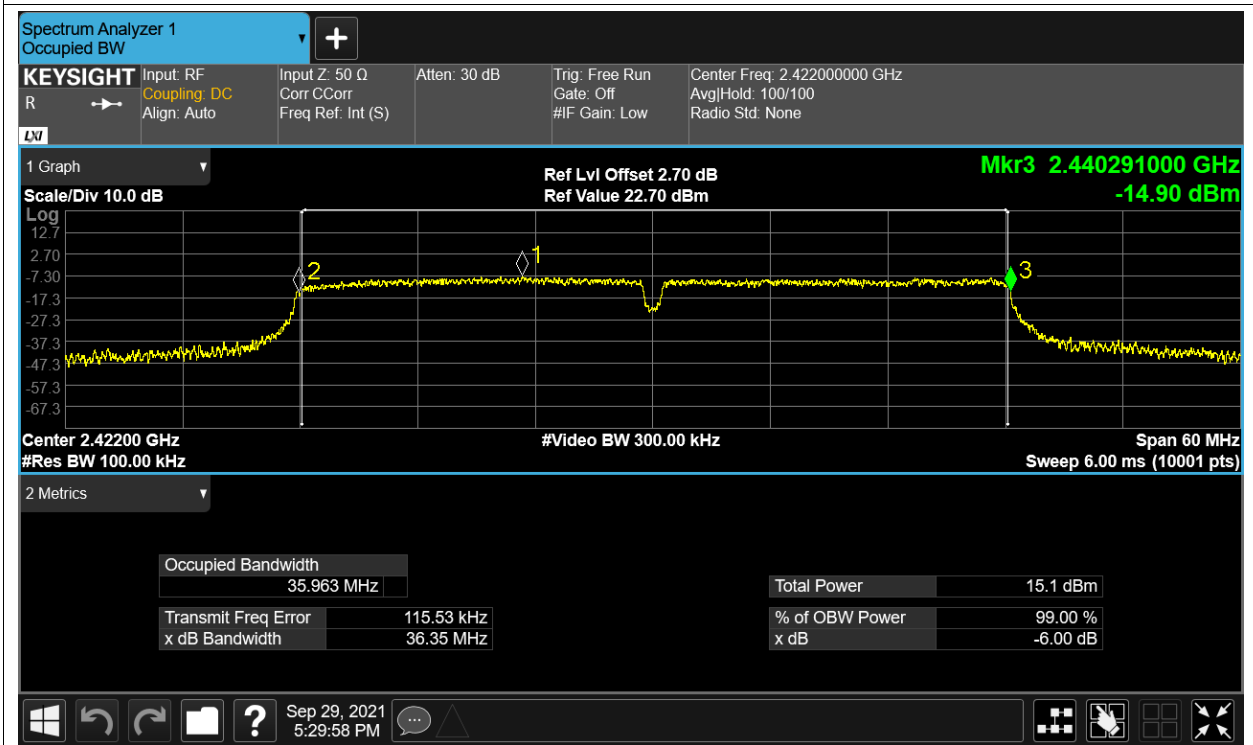 Spectrum Analyzer 1
Occupied BW
+
KEYSIGHT
R
LXI
Input: RF
Coupling: DC
Align: Auto
Input Z: 50 Ω
Corr CCorr
Freq Ref: Int (S)
Atten: 30 dB
Trig: Free Run
Gate: Off
#IF Gain: Low
Center Freq: 2.422000000 GHz
Avg|Hold: 100/100
Radio Std: None
1 Graph
Scale/Div 10.0 dB
Ref Lvl Offset 2.70 dB
Ref Value 22.70 dBm
Mkr3 2.440291000 GHz
-14.90 dBm
Log
12.7
2.70
-7.30
-17.3
-27.3
-37.3
-47.3
-57.3
-67.3
2
1
3
Center 2.42200 GHz
#Video BW 300.00 kHz
Span 60 MHz
#Res BW 100.00 kHz
Sweep 6.00 ms (10001 pts)
2 Metrics
Occupied Bandwidth
35.963 MHz
Transmit Freq Error 115.53 kHz
x dB Bandwidth 36.35 MHz
Total Power 15.1 dBm
% of OBW Power 99.00 %
x dB -6.00 dB
?
Sep 29, 2021
5:29:58 PM